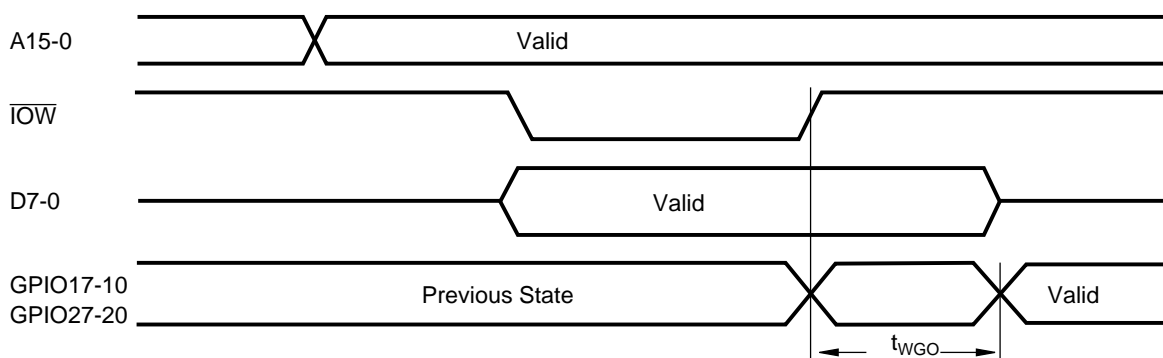 A15-0
Valid
IOW
D7-0
Valid
GPIO17-10
GPIO27-20
Previous State
Valid
tWGO